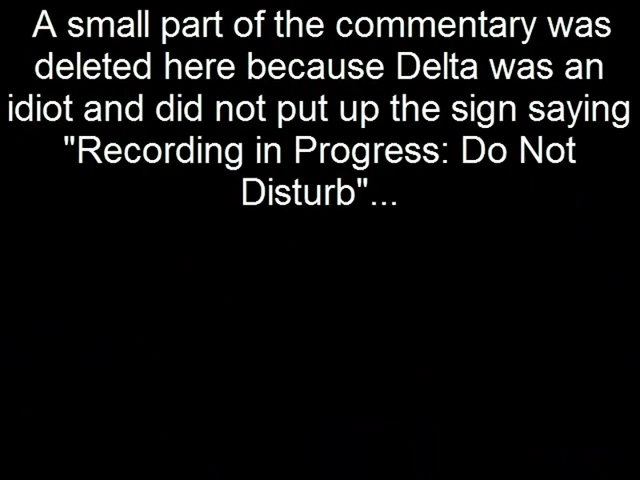 A small part of the commentary was
deleted here because Delta was an
idiot and did not put up the sign saying
"Recording in Progress: Do Not
Disturb"...